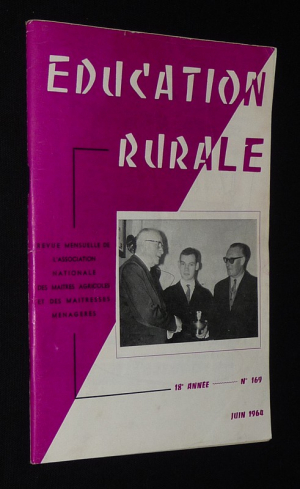 EDUCATION
RURALE
REVUE MENSUELLE DE
L'ASSOCIATION
NATIONALE
DES MAITRES AGRICOLES
ET DES MAITRESSES
MENAGERES
18e ANNÉE — N° 169
JUIN 1964